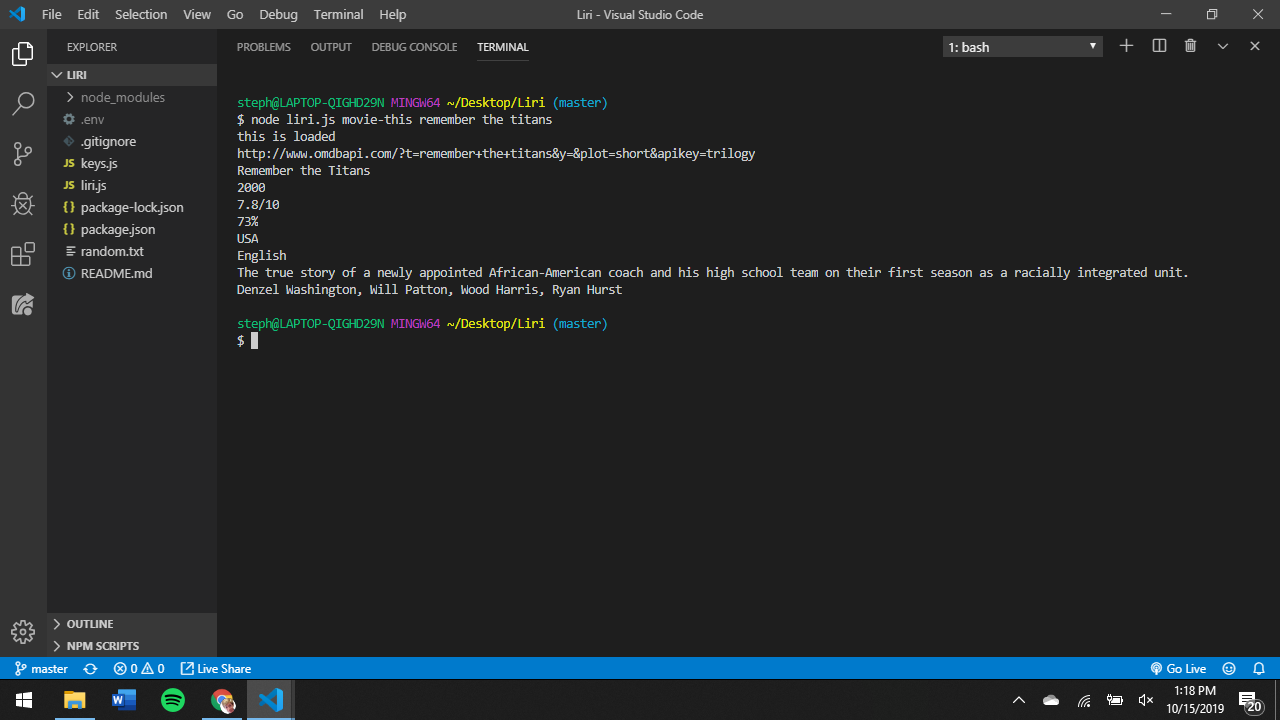 File Edit Selection View Go Debug Terminal Help
Liri - Visual Studio Code
EXPLORER
LIRI
node_modules
.env
.gitignore
JS keys.js
JS liri.js
{} package-lock.json
{} package.json
random.txt
README.md
OUTLINE
NPM SCRIPTS
PROBLEMS OUTPUT DEBUG CONSOLE TERMINAL
1: bash
steph@LAPTOP-QIGHD29N MINGW64 ~/Desktop/Liri (master)
$ node liri.js movie-this remember the titans
this is loaded
http://www.omdbapi.com/?t=remember+the+titans&y=&plot=short&apikey=trilogy
Remember the Titans
2000
7.8/10
73%
USA
English
The true story of a newly appointed African-American coach and his high school team on their first season as a racially integrated unit.
Denzel Washington, Will Patton, Wood Harris, Ryan Hurst
steph@LAPTOP-QIGHD29N MINGW64 ~/Desktop/Liri (master)
$
master 0 0 Live Share
Go Live
W
1:18 PM
10/15/2019
20